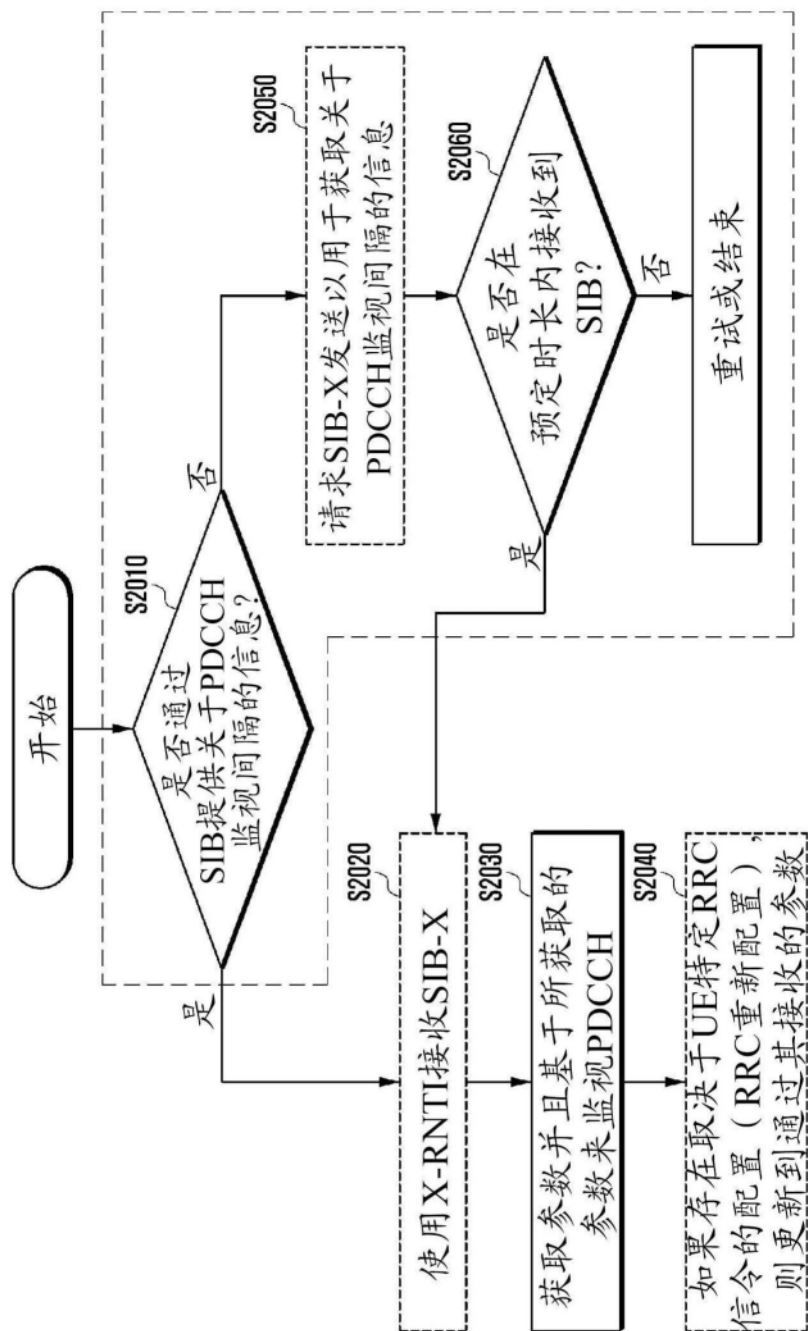 开始
S2010
是否通过
SIB提供关于PDCCH
监视间隔的信息?
是
否
S2020
使用X-RNTI接收SIB-X
S2030
获取参数并且基于所获取的
参数来监视PDCCH
S2040
如果存在取决于UE特定RRC
信令的配置（RRC重新配置）,
则更新到通过其接收的参数
S2050
请求SIB-X发送以用于获取关于
PDCCH监视间隔的信息
S2060
是否在
预定时长内接收到
SIB?
是
否
重试或结束